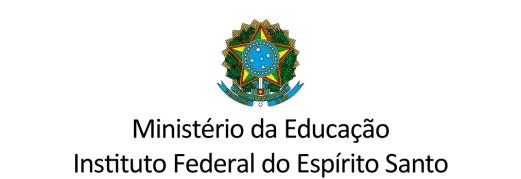 Ministério da Educação
Instituto Federal do Espírito Santo